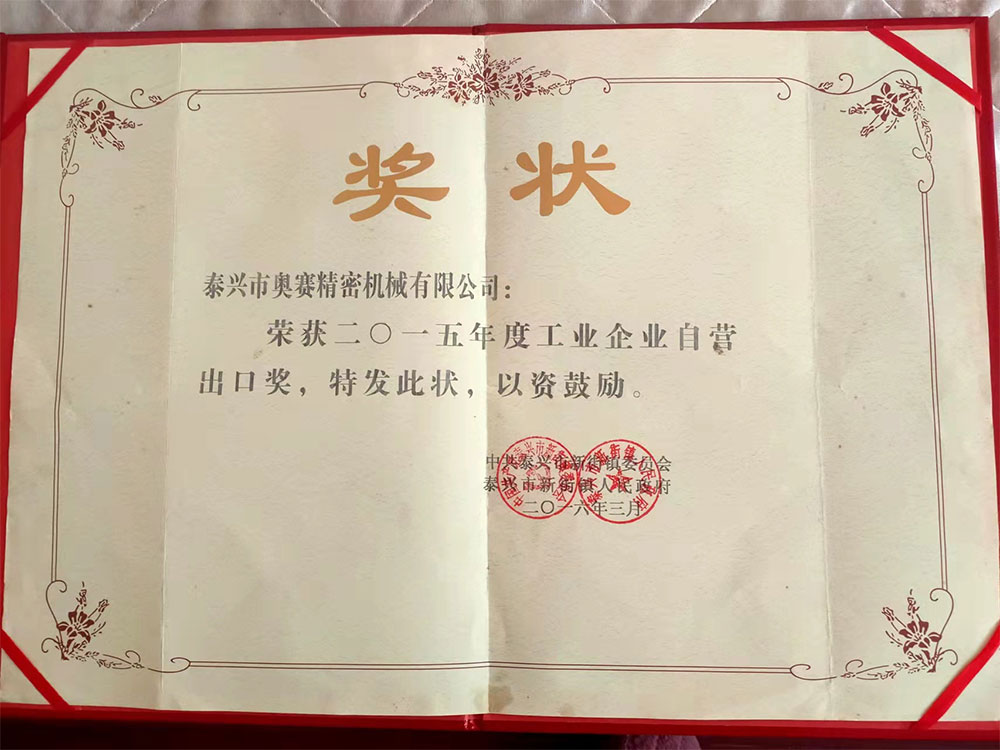 奖状
泰兴市奥赛精密机械有限公司：
荣获二〇一五年度工业企业自营
出口奖，特发此状，以资鼓励。
中共泰兴市新街镇委员会
泰兴市新街镇人民政府
二〇一六年三月